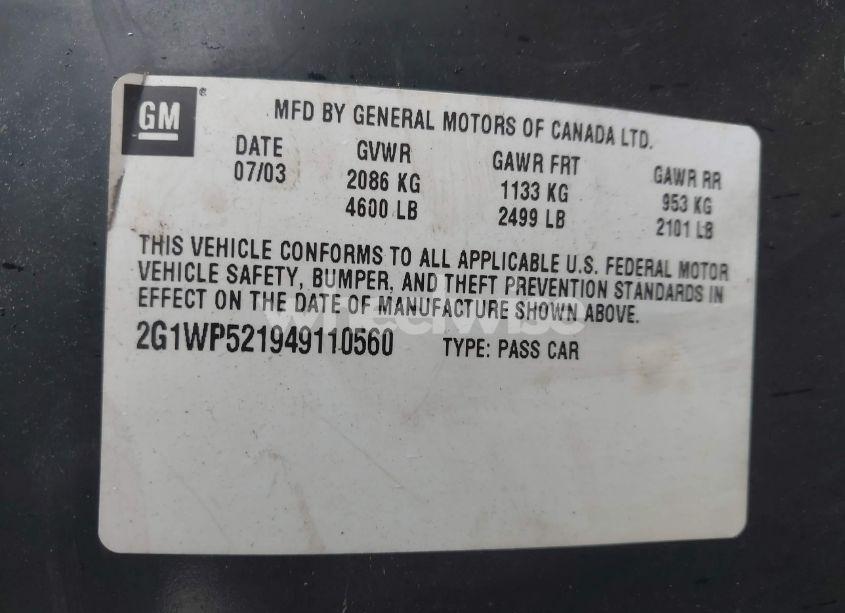 GM®
MFD BY GENERAL MOTORS OF CANADA LTD.
DATE GVWR GAWR FRT GAWR RR
07/03 2086 KG 1133 KG 953 KG
4600 LB 2499 LB 2101 LB
THIS VEHICLE CONFORMS TO ALL APPLICABLE U.S. FEDERAL MOTOR
VEHICLE SAFETY, BUMPER, AND THEFT PREVENTION STANDARDS IN
EFFECT ON THE DATE OF MANUFACTURE SHOWN ABOVE.
wheelwise
2G1WP521949110560 TYPE: PASS CAR